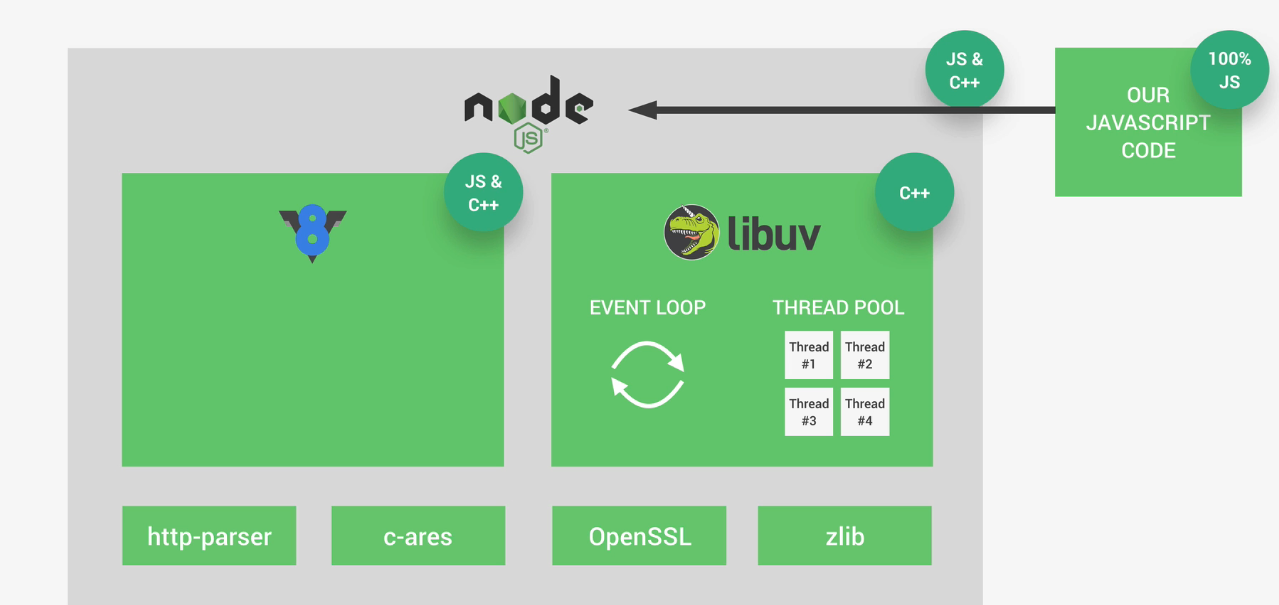 node
JS
JS &
C++
OUR
JAVASCRIPT
CODE
100%
JS
V8
JS &
C++
libuv
C++
EVENT LOOP
THREAD POOL
Thread
#1
Thread
#2
Thread
#3
Thread
#4
http-parser
c-ares
OpenSSL
zlib